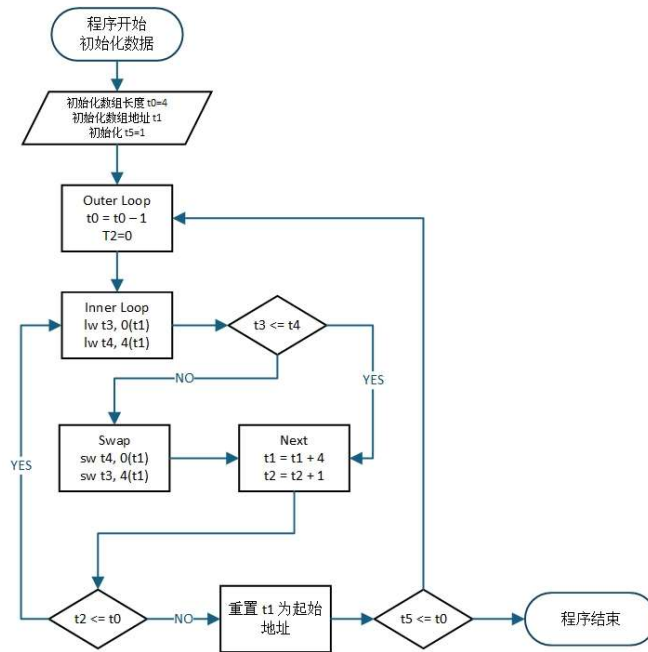 程序开始
初始化数据
初始化数组长度 t0=4
初始化数组地址 t1
初始化 t5=1
Outer Loop
t0 = t0 – 1
T2=0
Inner Loop
lw t3, 0(t1)
lw t4, 4(t1)
t3 <= t4
NO
YES
Swap
sw t4, 0(t1)
sw t3, 4(t1)
Next
t1 = t1 + 4
t2 = t2 + 1
YES
t2 <= t0
NO
重置 t1 为起始
地址
t5 <= t0
程序结束